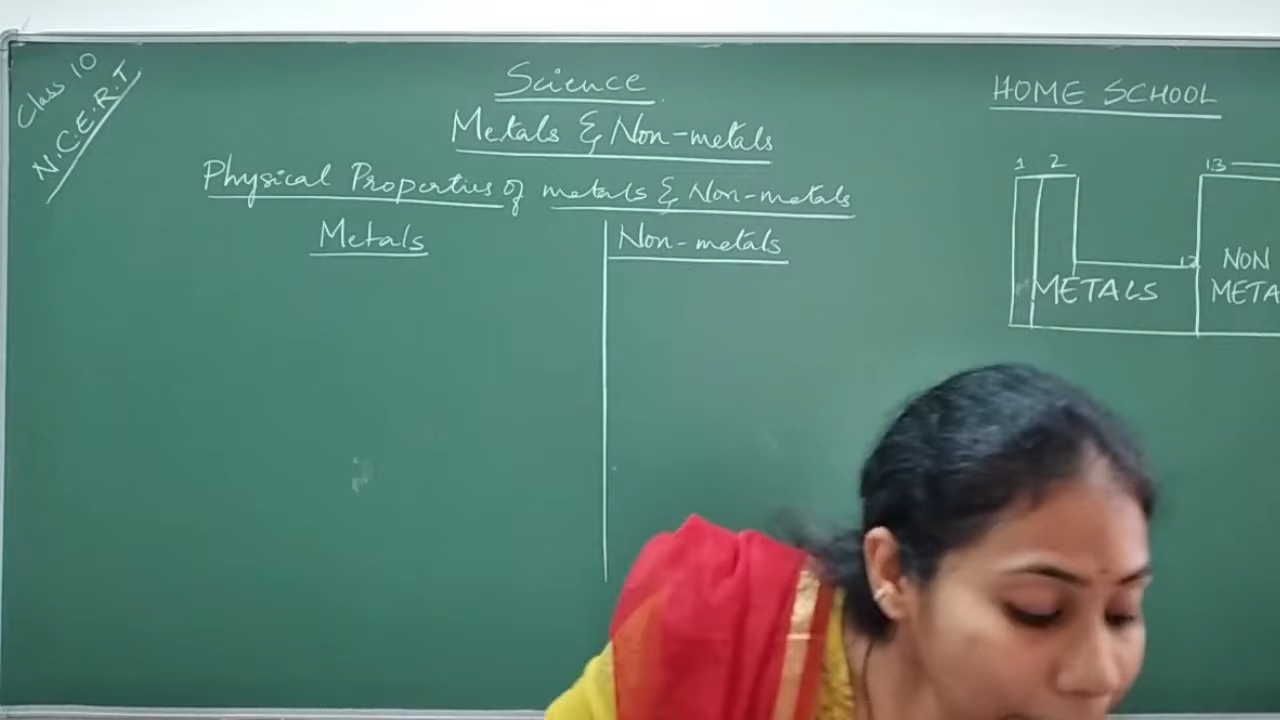 Class 10
N.C.E.R.T
Science
Metals & Non-metals
Physical Properties of metals & Non-metals
Metals
Non-metals
HOME SCHOOL
1 2
13
12
METALS
NON
META